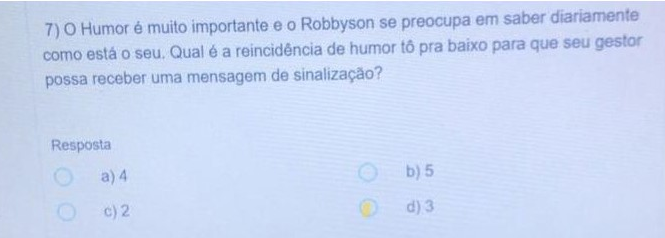 7) O Humor é muito importante e o Robbyson se preocupa em saber diariamente
como está o seu. Qual é a reincidência de humor tô pra baixo para que seu gestor
possa receber uma mensagem de sinalização?
Resposta
a) 4
b) 5
c) 2
d) 3